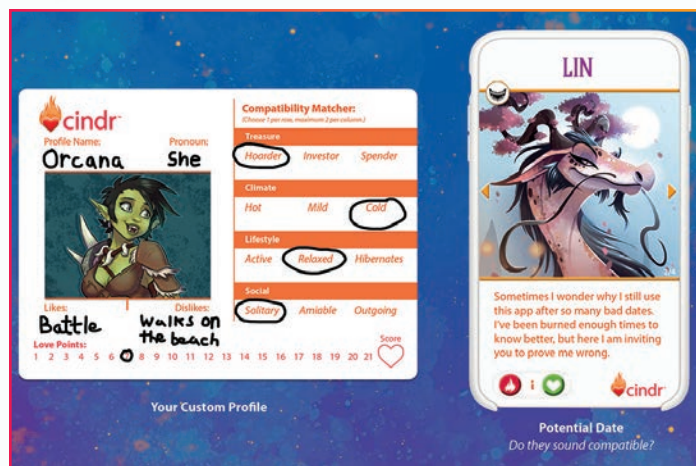 cindr™
Profile Name:
Pronoun:
Orcana
She
Likes:
Dislikes:
Battle
Walks on
the beach
Compatibility Matcher:
(Choose 1 per row, maximum 2 per column.)
Treasure
Hoarder Investor Spender
Climate
Hot Mild Cold
Lifestyle
Active Relaxed Hibernates
Social
Solitary Amiable Outgoing
Love Points:
Score
1 2 3 4 5 6 8 9 10 11 12 13 14 15 16 17 18 19 20 21
Your Custom Profile
LIN
2/4
Sometimes I wonder why I still use
this app after so many bad dates.
I've been burned enough times to
know better, but here I am inviting
you to prove me wrong.
i
cindr
Potential Date
Do they sound compatible?